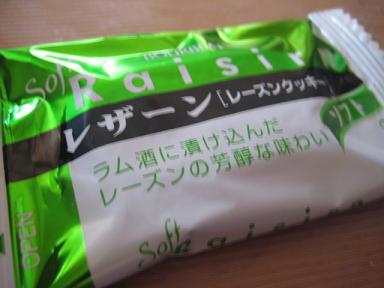 BOURBON
Soft
Raisin
レザーン[レーズンクッキー]
ソフト
ラム酒に漬け込んだ
レーズンの芳醇な味わい
OPEN
Soft Raisin